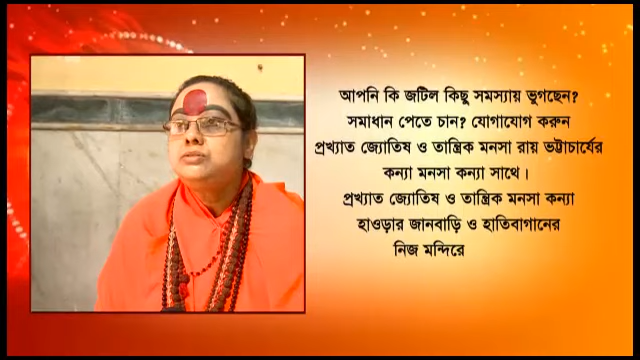 আপনি কি জটিল কিছু সমস্যায় ভুগছেন?
সমাধান পেতে চান? যোগাযোগ করুন
প্রখ্যাত জ্যোতিষ ও তান্ত্রিক মনসা রায় ভট্টাচার্যের
কন্যা মনসা কন্যা সাথে।
প্রখ্যাত জ্যোতিষ ও তান্ত্রিক মনসা কন্যা
হাওড়ার জানবাড়ি ও হাতিবাগানের
নিজ মন্দিরে